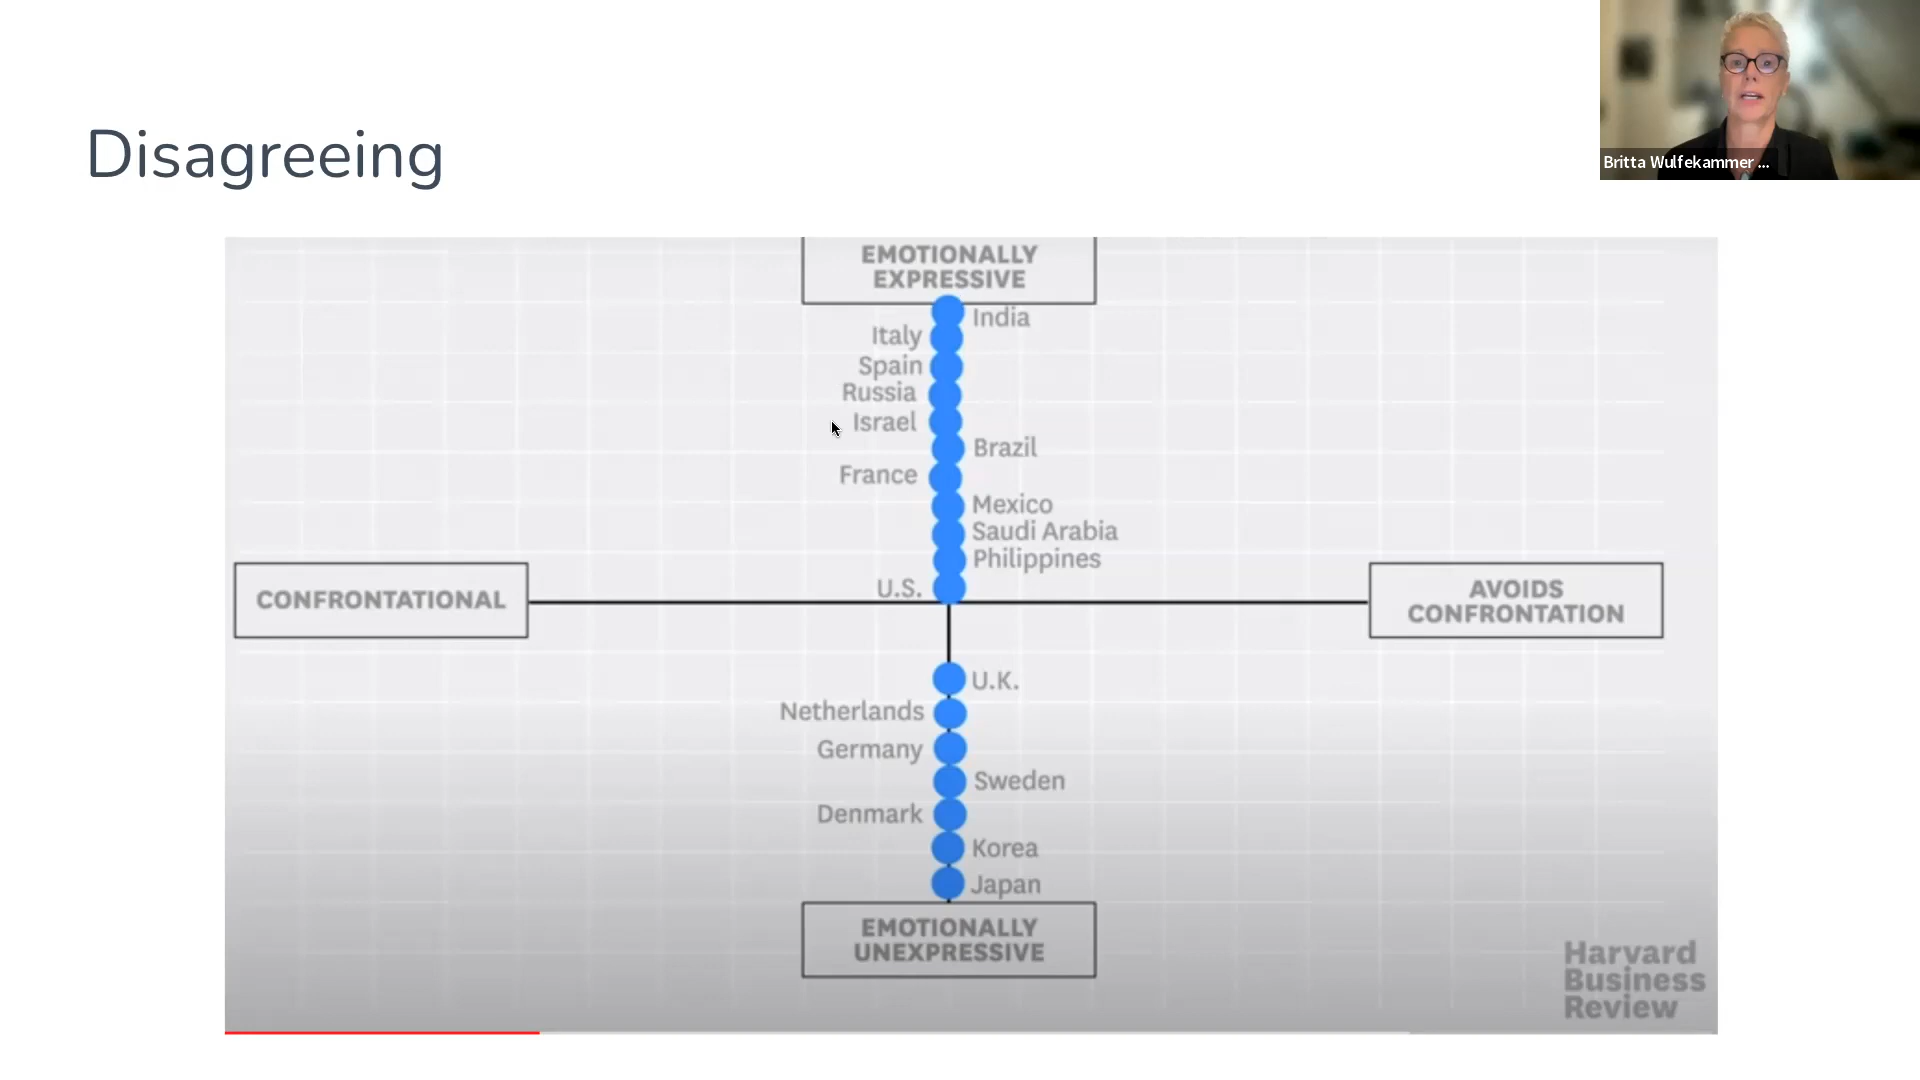 Disagreeing
Britta Wulfekammer ...
EMOTIONALLY
EXPRESSIVE
India
Italy
Spain
Russia
Israel
Brazil
France
Mexico
Saudi Arabia
Philippines
U.S.
CONFRONTATIONAL
AVOIDS
CONFRONTATION
U.K.
Netherlands
Germany
Sweden
Denmark
Korea
Japan
EMOTIONALLY
UNEXPRESSIVE
Harvard
Business
Review